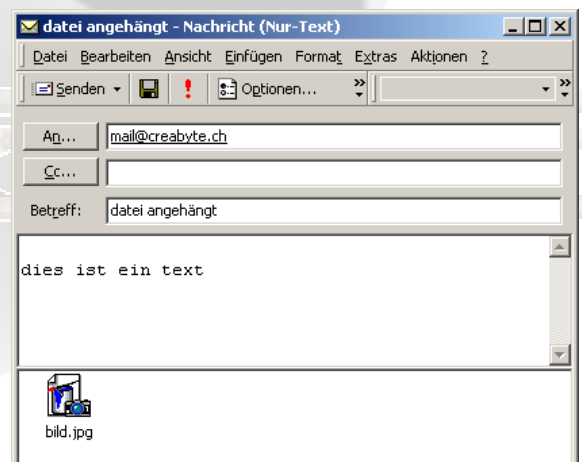 datei angehängt - Nachricht (Nur-Text)
Datei Bearbeiten Ansicht Einfügen Format Extras Aktionen ?
Senden Optionen...
An... mail@creabyte.ch
Cc...
Betreff: datei angehängt
dies ist ein text
bild.jpg